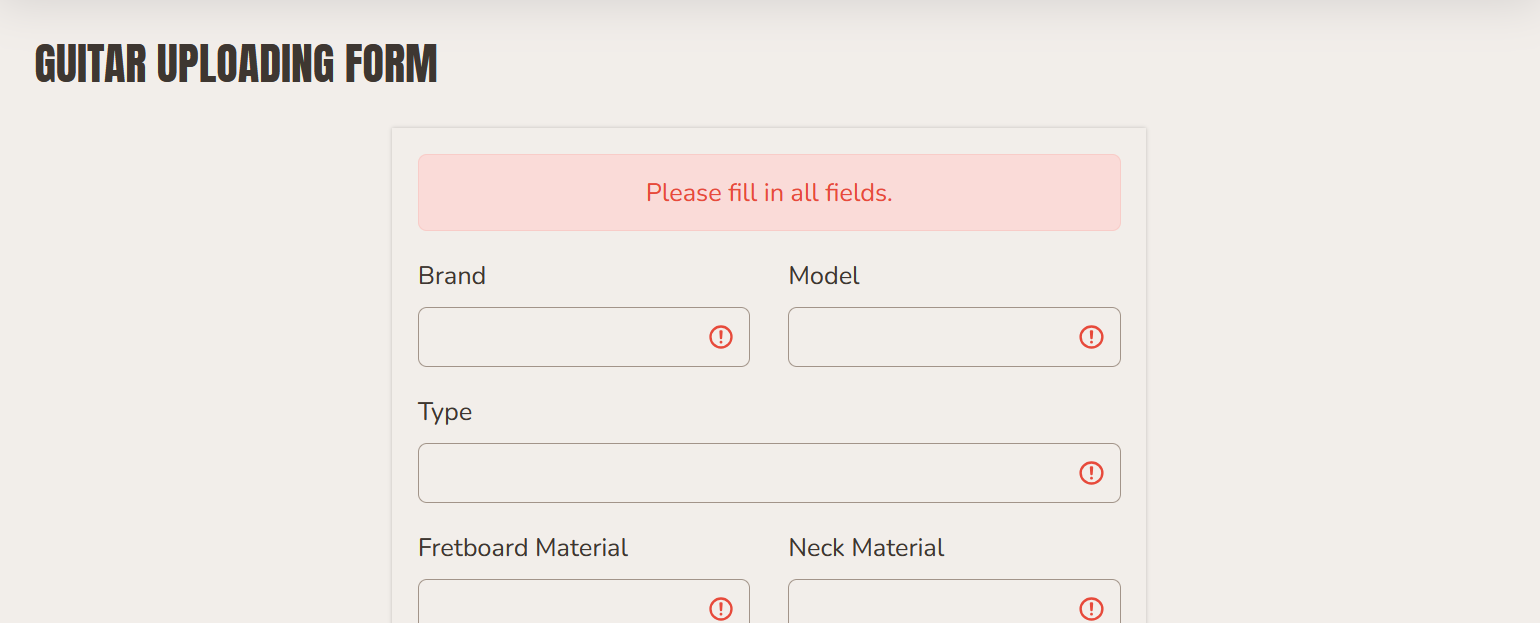 GUITAR UPLOADING FORM
Please fill in all fields.
Brand
Model
Type
Fretboard Material
Neck Material